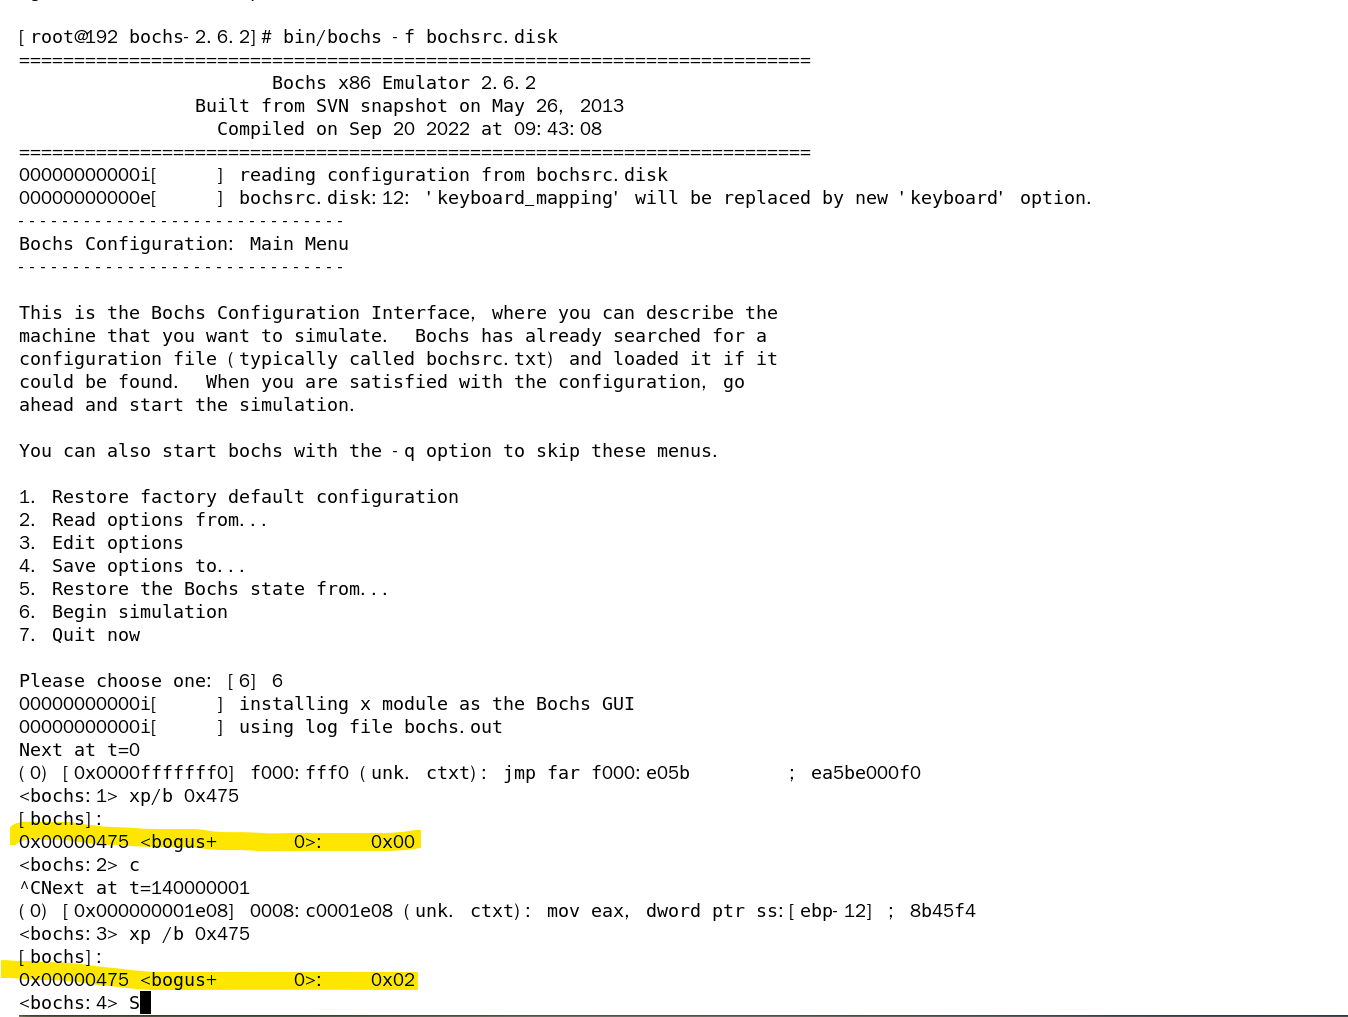 [root@192 bochs-2.6.2]# bin/bochs -f bochsrc.disk
========================================================================
Bochs x86 Emulator 2.6.2
Built from SVN snapshot on May 26, 2013
Compiled on Sep 20 2022 at 09:43:08
========================================================================
00000000000i[      ] reading configuration from bochsrc.disk
00000000000e[      ] bochsrc.disk:12: 'keyboard_mapping' will be replaced by new 'keyboard' option.
------------------------------
Bochs Configuration: Main Menu
------------------------------
This is the Bochs Configuration Interface, where you can describe the
machine that you want to simulate.  Bochs has already searched for a
configuration file (typically called bochsrc.txt) and loaded it if it
could be found.  When you are satisfied with the configuration, go
ahead and start the simulation.
You can also start bochs with the -q option to skip these menus.
1. Restore factory default configuration
2. Read options from...
3. Edit options
4. Save options to...
5. Restore the Bochs state from...
6. Begin simulation
7. Quit now
Please choose one: [6] 6
00000000000i[      ] installing x module as the Bochs GUI
00000000000i[      ] using log file bochs.out
Next at t=0
(0) [0x0000fffffff0] f000:fff0 (unk. ctxt): jmp far f000:e05b         ; ea5be000f0
<bochs:1> xp/b 0x475
[bochs]:
0x00000475 <bogus+       0>:    0x00
<bochs:2> c
^CNext at t=140000001
(0) [0x000000001e08] 0008:c0001e08 (unk. ctxt): mov eax, dword ptr ss:[ebp-12] ; 8b45f4
<bochs:3> xp /b 0x475
[bochs]:
0x00000475 <bogus+       0>:    0x02
<bochs:4> S